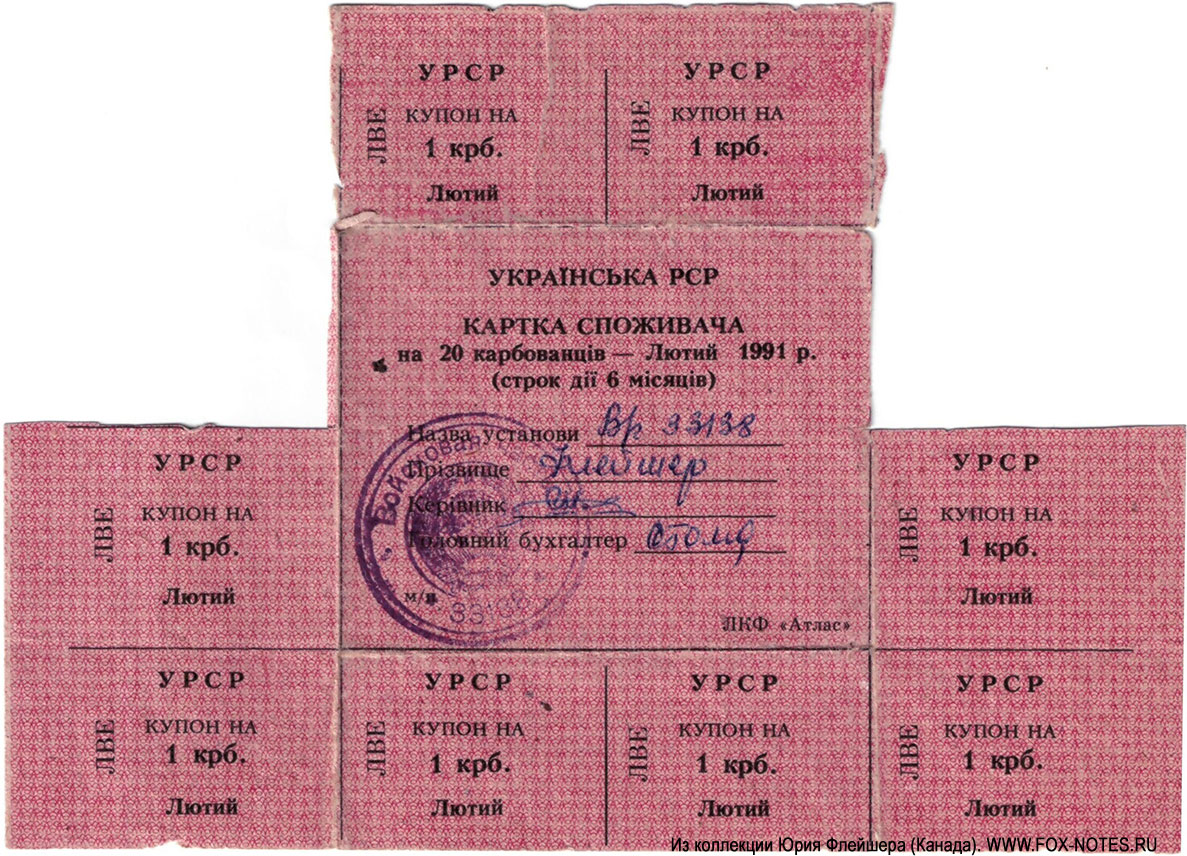 УРСР
ЛВЕ
КУПОН НА
1 крб.
Лютий
УРСР
ЛВЕ
КУПОН НА
1 крб.
Лютий
УКРАЇНСЬКА РСР
КАРТКА СПОЖИВАЧА
на 20 карбованців — Лютий 1991 р.
(строк дії 6 місяців)
Назва установи Вр 33138
Прізвище Флейшер
Керівник
Головний бухгалтер
м/п
ЛКФ «Атлас»
Войсковая
33138
УРСР
ЛВЕ
КУПОН НА
1 крб.
Лютий
УРСР
ЛВЕ
КУПОН НА
1 крб.
Лютий
УРСР
ЛВЕ
КУПОН НА
1 крб.
Лютий
УРСР
ЛВЕ
КУПОН НА
1 крб.
Лютий
УРСР
ЛВЕ
КУПОН НА
1 крб.
Лютий
УРСР
ЛВЕ
КУПОН НА
1 крб.
Лютий
Из коллекции Юрия Флейшера (Канада). WWW.FOX-NOTES.RU